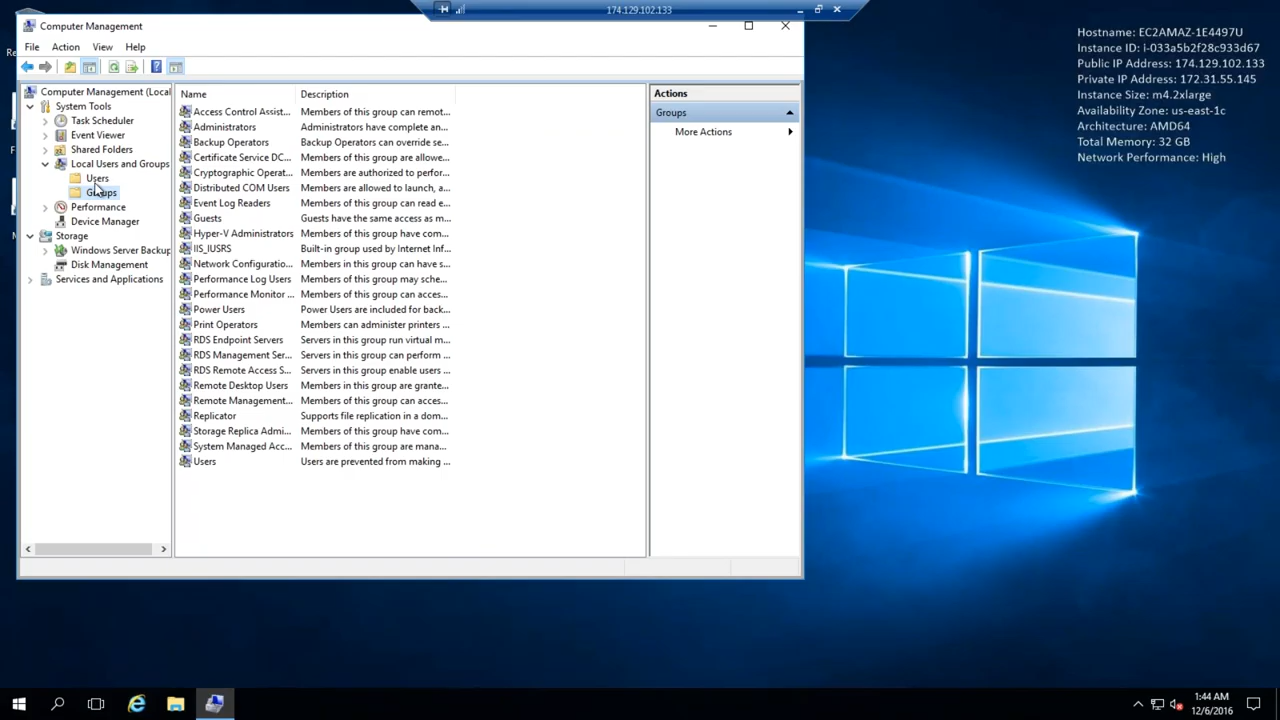 174.129.102.133
Computer Management
File Action View Help
Computer Management (Local
System Tools
Task Scheduler
Event Viewer
Shared Folders
Local Users and Groups
Users
Groups
Performance
Device Manager
Storage
Windows Server Backup
Disk Management
Services and Applications
Name Description
Access Control Assist... Members of this group can remot...
Administrators Administrators have complete an...
Backup Operators Backup Operators can override se...
Certificate Service DC... Members of this group are allowe...
Cryptographic Operat... Members are authorized to perfor...
Distributed COM Users Members are allowed to launch, a...
Event Log Readers Members of this group can read e...
Guests Guests have the same access as m...
Hyper-V Administrators Members of this group have com...
IIS_IUSRS Built-in group used by Internet Inf...
Network Configuratio... Members in this group can have s...
Performance Log Users Members of this group may sche...
Performance Monitor ... Members of this group can acces...
Power Users Power Users are included for back...
Print Operators Members can administer printers ...
RDS Endpoint Servers Servers in this group run virtual m...
RDS Management Ser... Servers in this group can perform ...
RDS Remote Access S... Servers in this group enable users ...
Remote Desktop Users Members in this group are grante...
Remote Management... Members of this group can acces...
Replicator Supports file replication in a dom...
Storage Replica Admi... Members of this group have com...
System Managed Acc... Members of this group are mana...
Users Users are prevented from making ...
Actions
Groups
More Actions
Hostname: EC2AMAZ-1E4497U
Instance ID: i-033a5b2f28c933d67
Public IP Address: 174.129.102.133
Private IP Address: 172.31.55.145
Instance Size: m4.2xlarge
Availability Zone: us-east-1c
Architecture: AMD64
Total Memory: 32 GB
Network Performance: High
1:44 AM
12/6/2016